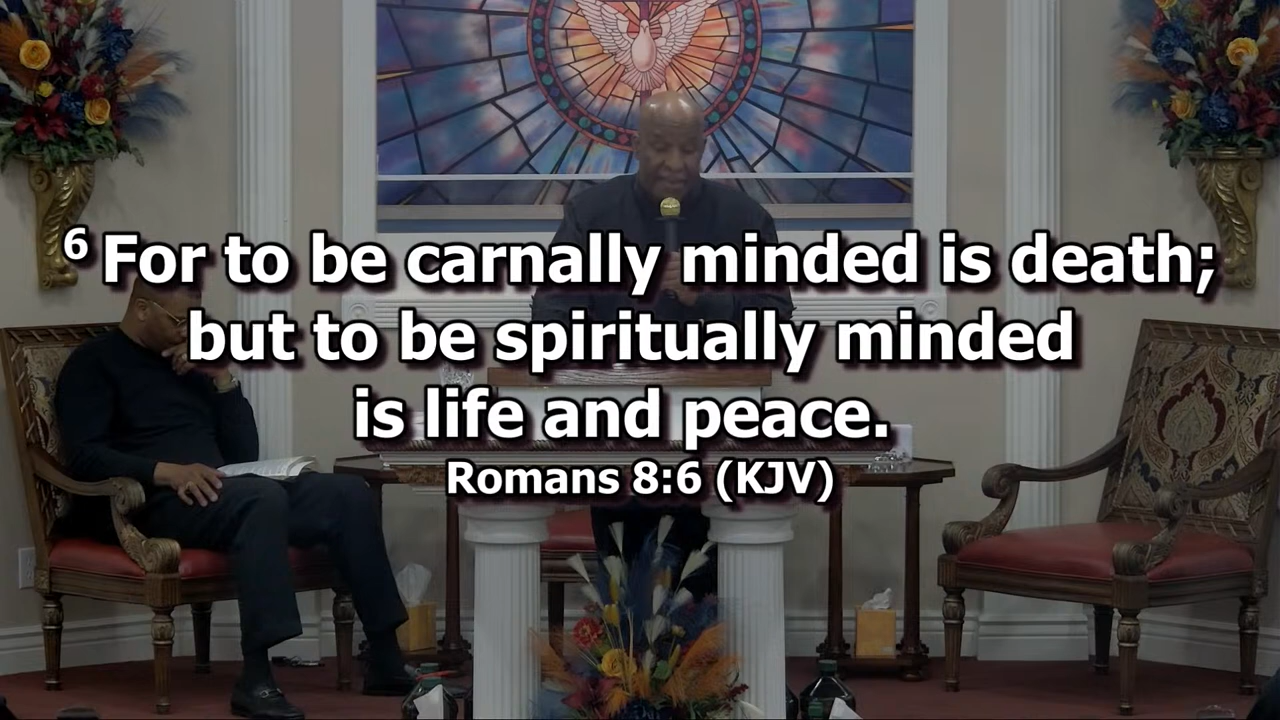 6 For to be carnally minded is death;
but to be spiritually minded
is life and peace.
Romans 8:6 (KJV)